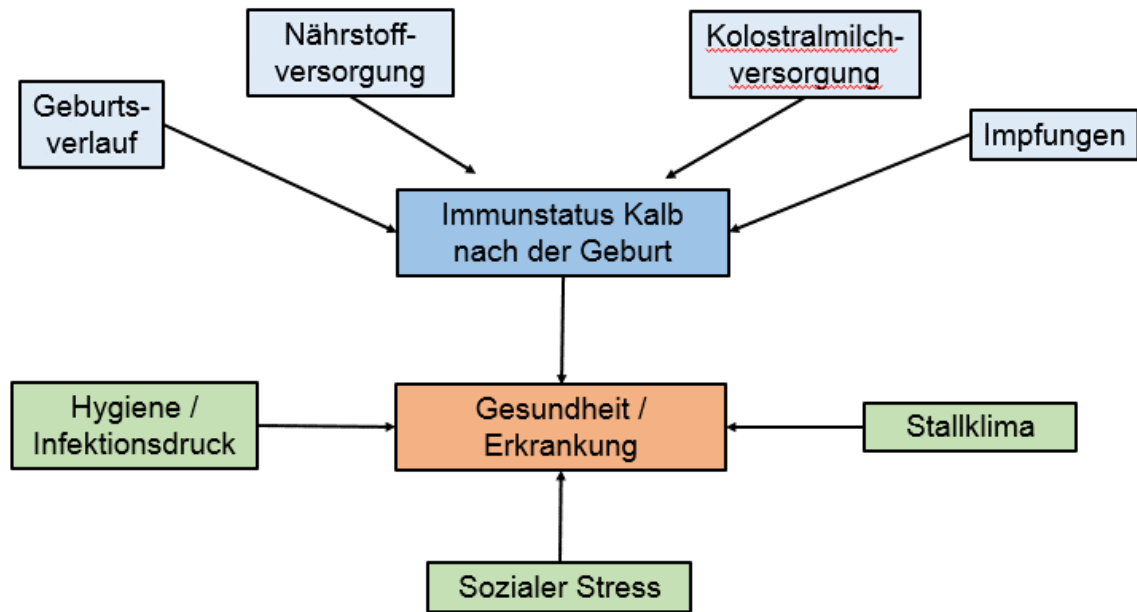 Nährstoff-
versorgung
Kolostralmilch-
versorgung
Geburts-
verlauf
Impfungen
Immunstatus Kalb
nach der Geburt
Hygiene /
Infektionsdruck
Gesundheit /
Erkrankung
Stallklima
Sozialer Stress